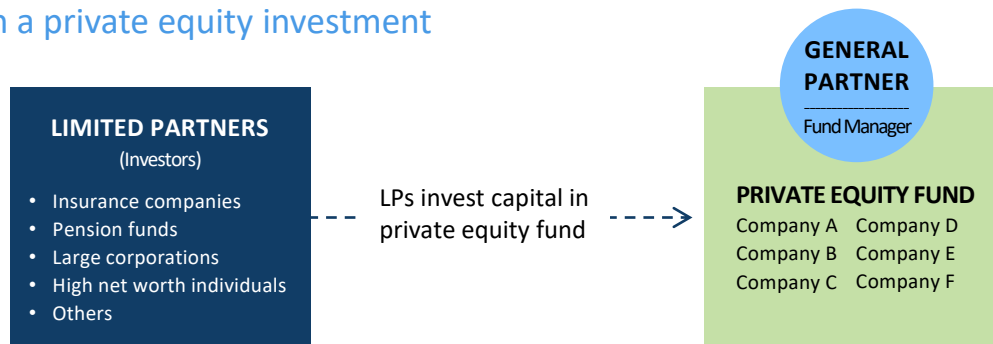 a private equity investment
LIMITED PARTNERS
(Investors)
• Insurance companies
• Pension funds
• Large corporations
• High net worth individuals
• Others
LPs invest capital in
private equity fund
GENERAL
PARTNER
Fund Manager
PRIVATE EQUITY FUND
Company A Company D
Company B Company E
Company C Company F